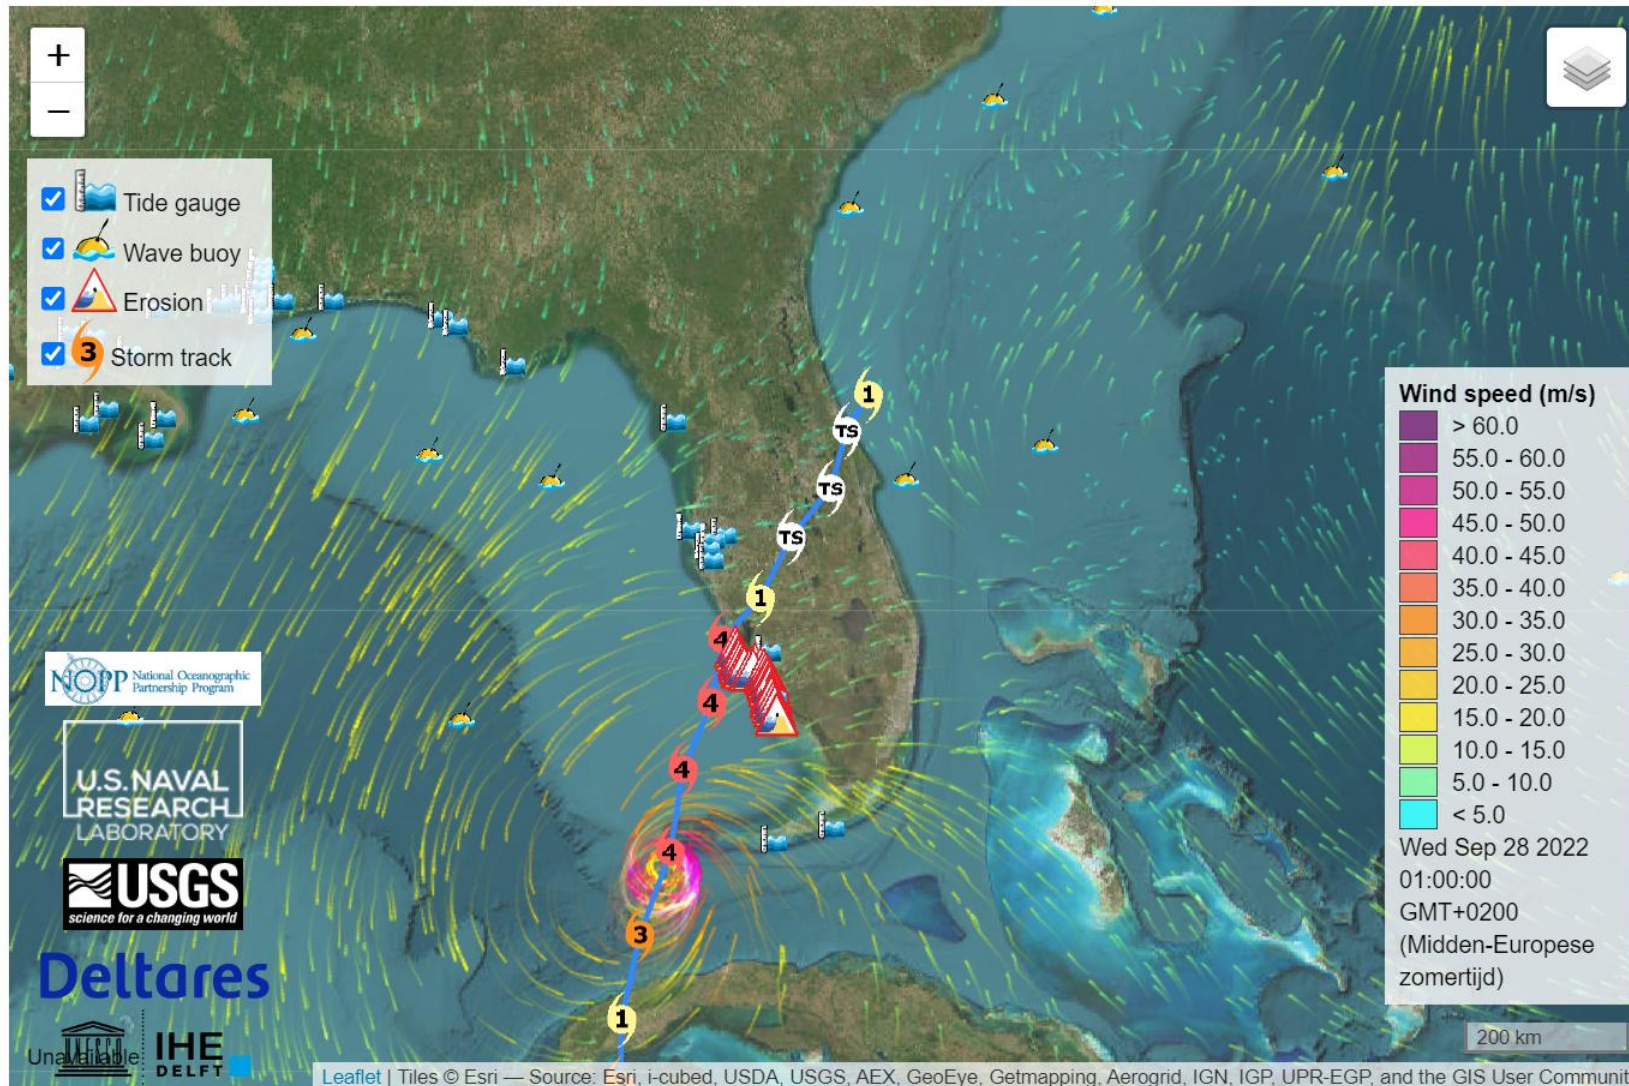 +
−
Tide gauge
Wave buoy
Erosion
3 Storm track
1
TS
TS
TS
1
4
4
4
4
3
1
NOPP National Oceanographic
Partnership Program
U.S. NAVAL
RESEARCH
LABORATORY
USGS
science for a changing world
Deltares
UNESCO
Unavailable
IHE
DELFT
Wind speed (m/s)
> 60.0
55.0 - 60.0
50.0 - 55.0
45.0 - 50.0
40.0 - 45.0
35.0 - 40.0
30.0 - 35.0
25.0 - 30.0
20.0 - 25.0
15.0 - 20.0
10.0 - 15.0
5.0 - 10.0
< 5.0
Wed Sep 28 2022
01:00:00
GMT+0200
(Midden-Europese
zomertijd)
200 km
Leaflet | Tiles © Esri — Source: Esri, i-cubed, USDA, USGS, AEX, GeoEye, Getmapping, Aerogrid, IGN, IGP, UPR-EGP, and the GIS User Communit